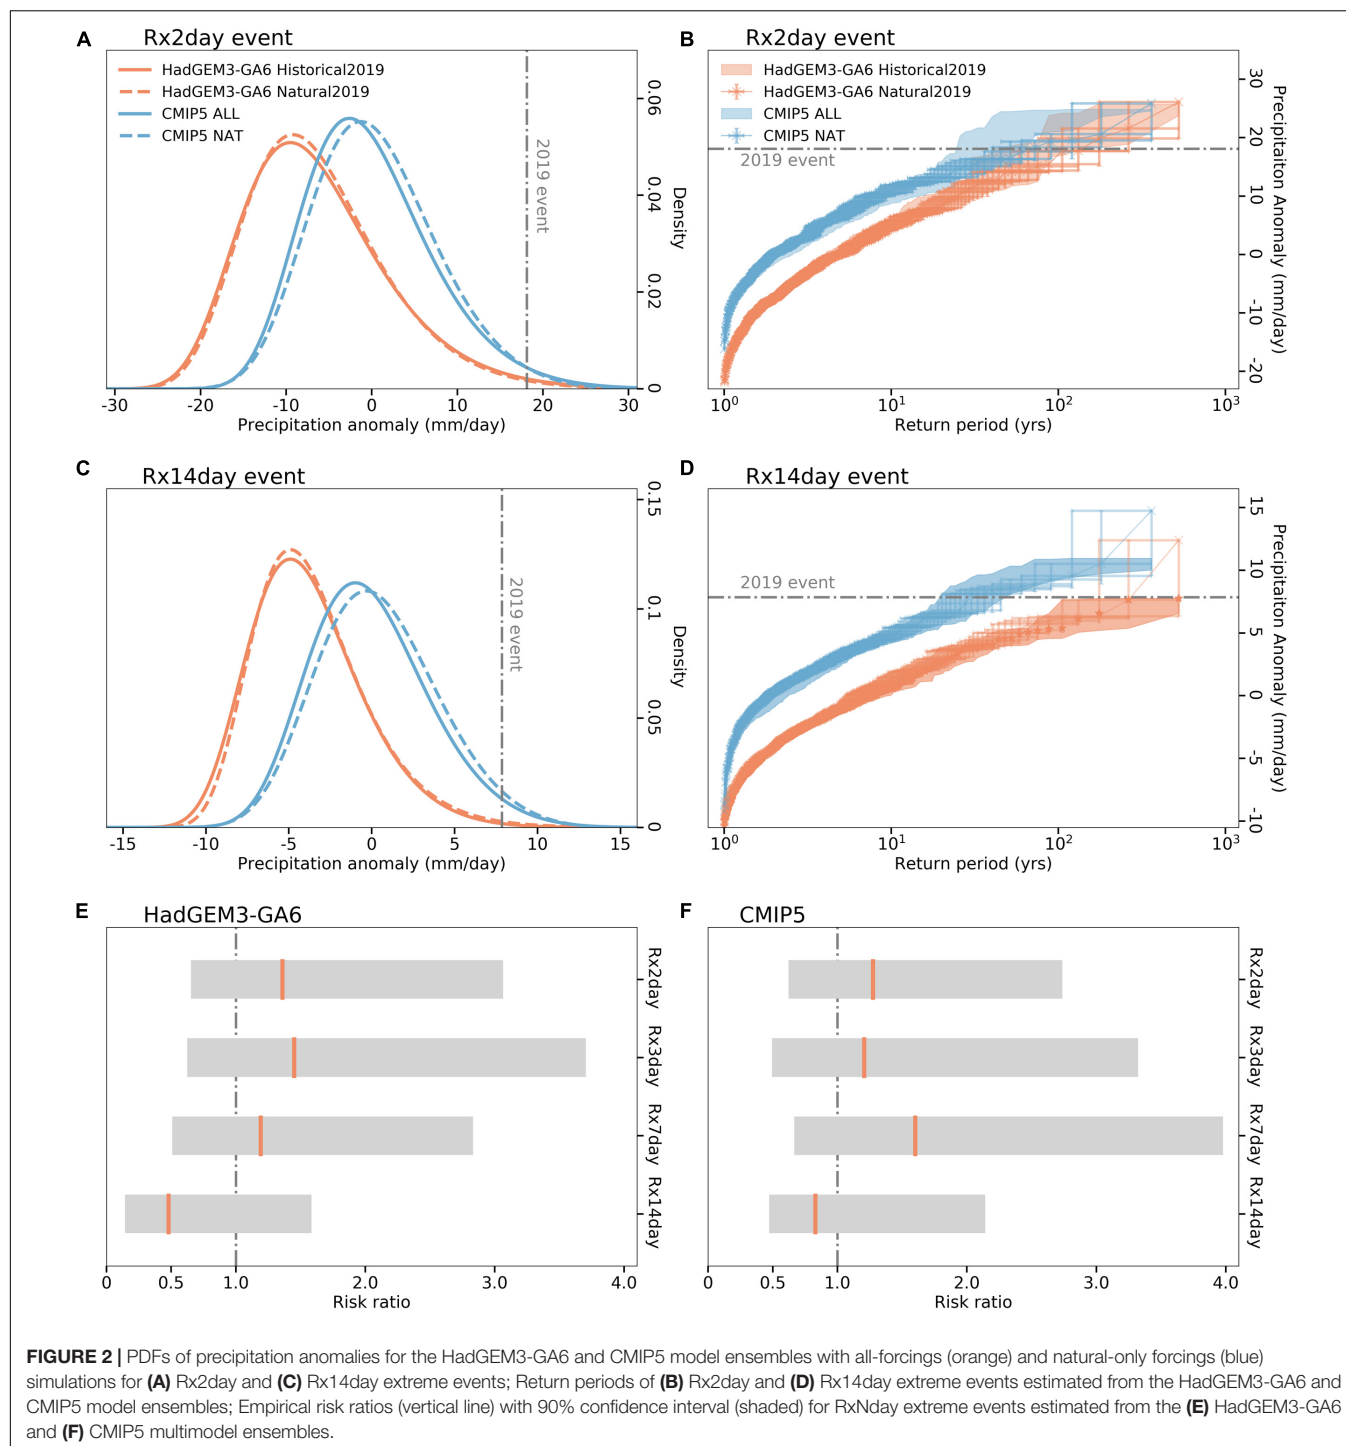 A
Rx2day event
HadGEM3-GA6 Historical2019
HadGEM3-GA6 Natural2019
CMIP5 ALL
CMIP5 NAT
2019 event
0.06
0.04
0.02
0
Density
-30 -20 -10 0 10 20 30
Precipitation anomaly (mm/day)
B
Rx2day event
HadGEM3-GA6 Historical2019
HadGEM3-GA6 Natural2019
CMIP5 ALL
CMIP5 NAT
2019 event
30
20
10
0
-10
-20
Precipitaiton Anomaly (mm/day)
10⁰ 10¹ 10² 10³
Return period (yrs)
C
Rx14day event
2019 event
0.15
0.1
0.05
0
Density
-15 -10 -5 0 5 10 15
Precipitation anomaly (mm/day)
D
Rx14day event
2019 event
15
10
5
0
-5
-10
Precipitaiton Anomaly (mm/day)
10⁰ 10¹ 10² 10³
Return period (yrs)
E
HadGEM3-GA6
Rx2day
Rx3day
Rx7day
Rx14day
0 0.5 1.0 2.0 3.0 4.0
Risk ratio
F
CMIP5
Rx2day
Rx3day
Rx7day
Rx14day
0 0.5 1.0 2.0 3.0 4.0
Risk ratio
FIGURE 2 | PDFs of precipitation anomalies for the HadGEM3-GA6 and CMIP5 model ensembles with all-forcings (orange) and natural-only forcings (blue)
simulations for (A) Rx2day and (C) Rx14day extreme events; Return periods of (B) Rx2day and (D) Rx14day extreme events estimated from the HadGEM3-GA6 and
CMIP5 model ensembles; Empirical risk ratios (vertical line) with 90% confidence interval (shaded) for RxNday extreme events estimated from the (E) HadGEM3-GA6
and (F) CMIP5 multimodel ensembles.